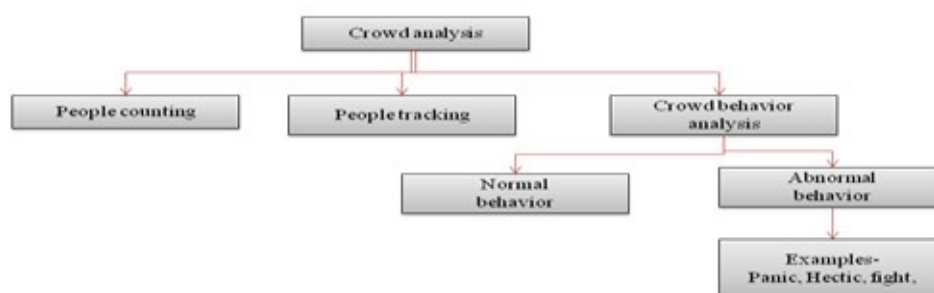 Crowd analysis
People counting
People tracking
Crowd behavior
analysis
Normal
behavior
Abnormal
behavior
Examples-
Panic, Hectic, fight,